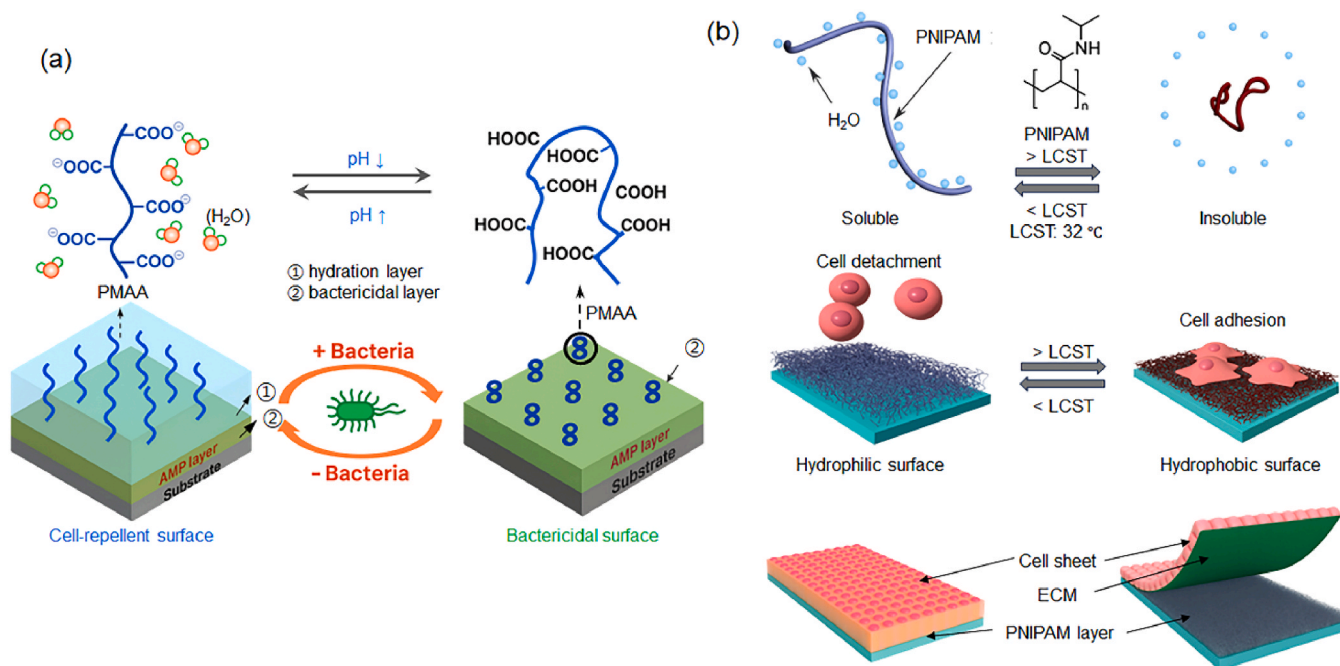 (a)
COO⊖
⊖OOC
COO⊖
(H₂O)
⊖OOC
COO⊖
PMAA
pH ↓
pH ↑
① hydration layer
② bactericidal layer
HOOC
HOOC
COOH
COOH
HOOC
COOH
HOOC
PMAA
+ Bacteria
- Bacteria
①
②
②
AMP layer
Substrate
AMP layer
Substrate
Cell-repellent surface
Bactericidal surface
(b)
PNIPAM :
H₂O
Soluble
O
NH
n
PNIPAM
> LCST
< LCST
LCST: 32 °C
Insoluble
Cell detachment
Cell adhesion
> LCST
< LCST
Hydrophilic surface
Hydrophobic surface
Cell sheet
ECM
PNIPAM layer